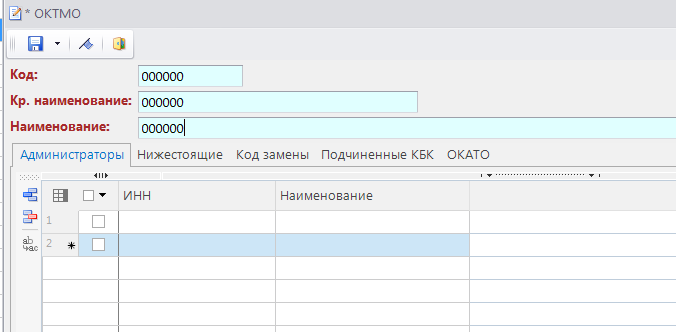 * ОКТМО
Код: 000000
Кр. наименование: 000000
Наименование: 000000
Администраторы Нижестоящие Код замены Подчиненные КБК ОКАТО
ИНН Наименование
1
2 *
ab
ac